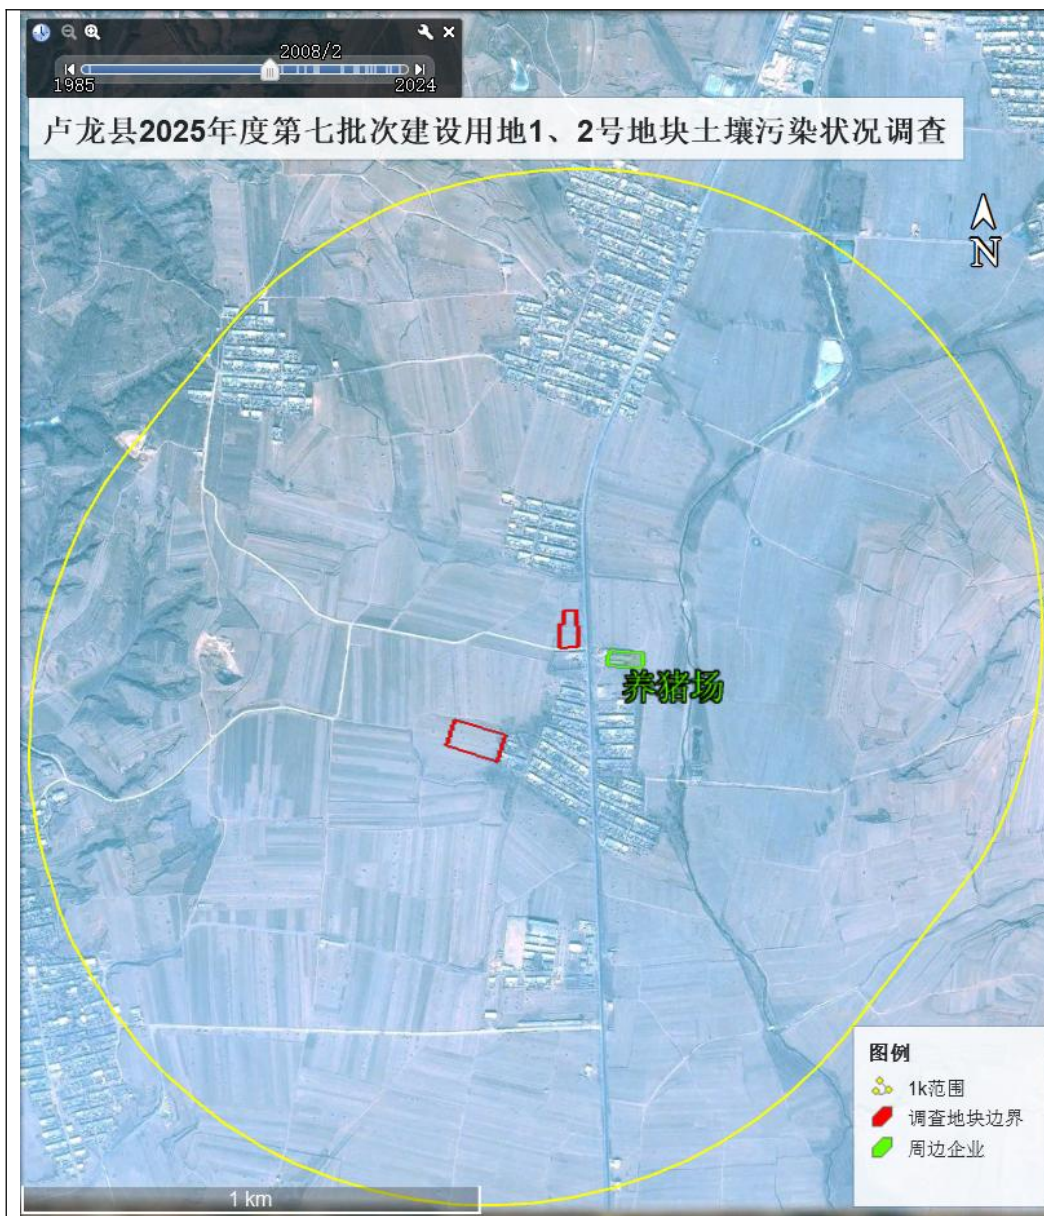 2008/2
1985
2024
卢龙县2025年度第七批次建设用地1、2号地块土壤污染状况调查
N
养猪场
图例
1k范围
调查地块边界
周边企业
1 km